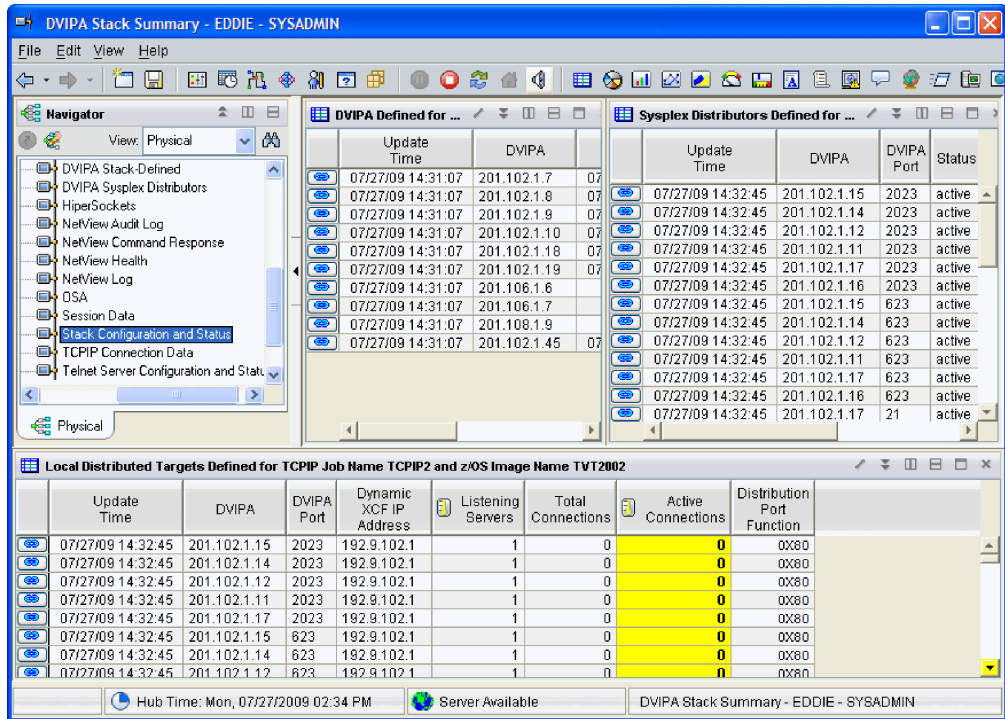 DVIPA Stack Summary - EDDIE - SYSADMIN
File Edit View Help
Navigator
View: Physical
DVIPA Stack-Defined
DVIPA Sysplex Distributors
HiperSockets
NetView Audit Log
NetView Command Response
NetView Health
NetView Log
OSA
Session Data
Stack Configuration and Status
TCPIP Connection Data
Telnet Server Configuration and Statu
Physical
DVIPA Defined for ...
Update Time DVIPA
07/27/09 14:31:07 201.102.1.7 07
07/27/09 14:31:07 201.102.1.8 07
07/27/09 14:31:07 201.102.1.9 07
07/27/09 14:31:07 201.102.1.10 07
07/27/09 14:31:07 201.102.1.18 07
07/27/09 14:31:07 201.102.1.19 07
07/27/09 14:31:07 201.106.1.6
07/27/09 14:31:07 201.106.1.7
07/27/09 14:31:07 201.108.1.9
07/27/09 14:31:07 201.102.1.45 07
Sysplex Distributors Defined for ...
Update Time DVIPA DVIPA Port Status
07/27/09 14:32:45 201.102.1.15 2023 active
07/27/09 14:32:45 201.102.1.14 2023 active
07/27/09 14:32:45 201.102.1.12 2023 active
07/27/09 14:32:45 201.102.1.11 2023 active
07/27/09 14:32:45 201.102.1.17 2023 active
07/27/09 14:32:45 201.102.1.16 2023 active
07/27/09 14:32:45 201.102.1.15 623 active
07/27/09 14:32:45 201.102.1.14 623 active
07/27/09 14:32:45 201.102.1.12 623 active
07/27/09 14:32:45 201.102.1.11 623 active
07/27/09 14:32:45 201.102.1.17 623 active
07/27/09 14:32:45 201.102.1.16 623 active
07/27/09 14:32:45 201.102.1.17 21 active
Local Distributed Targets Defined for TCPIP Job Name TCPIP2 and z/OS Image Name TVT2002
Update Time DVIPA DVIPA Port Dynamic XCF IP Address Listening Servers Total Connections Active Connections Distribution Port Function
07/27/09 14:32:45 201.102.1.15 2023 192.9.102.1 1 0 0 0X80
07/27/09 14:32:45 201.102.1.14 2023 192.9.102.1 1 0 0 0X80
07/27/09 14:32:45 201.102.1.12 2023 192.9.102.1 1 0 0 0X80
07/27/09 14:32:45 201.102.1.11 2023 192.9.102.1 1 0 0 0X80
07/27/09 14:32:45 201.102.1.17 2023 192.9.102.1 1 0 0 0X80
07/27/09 14:32:45 201.102.1.15 623 192.9.102.1 1 0 0 0X80
07/27/09 14:32:45 201.102.1.14 623 192.9.102.1 1 0 0 0X80
07/27/09 14:32:45 201.102.1.12 623 192.9.102.1 1 0 0 0X80
Hub Time: Mon, 07/27/2009 02:34 PM
Server Available
DVIPA Stack Summary - EDDIE - SYSADMIN